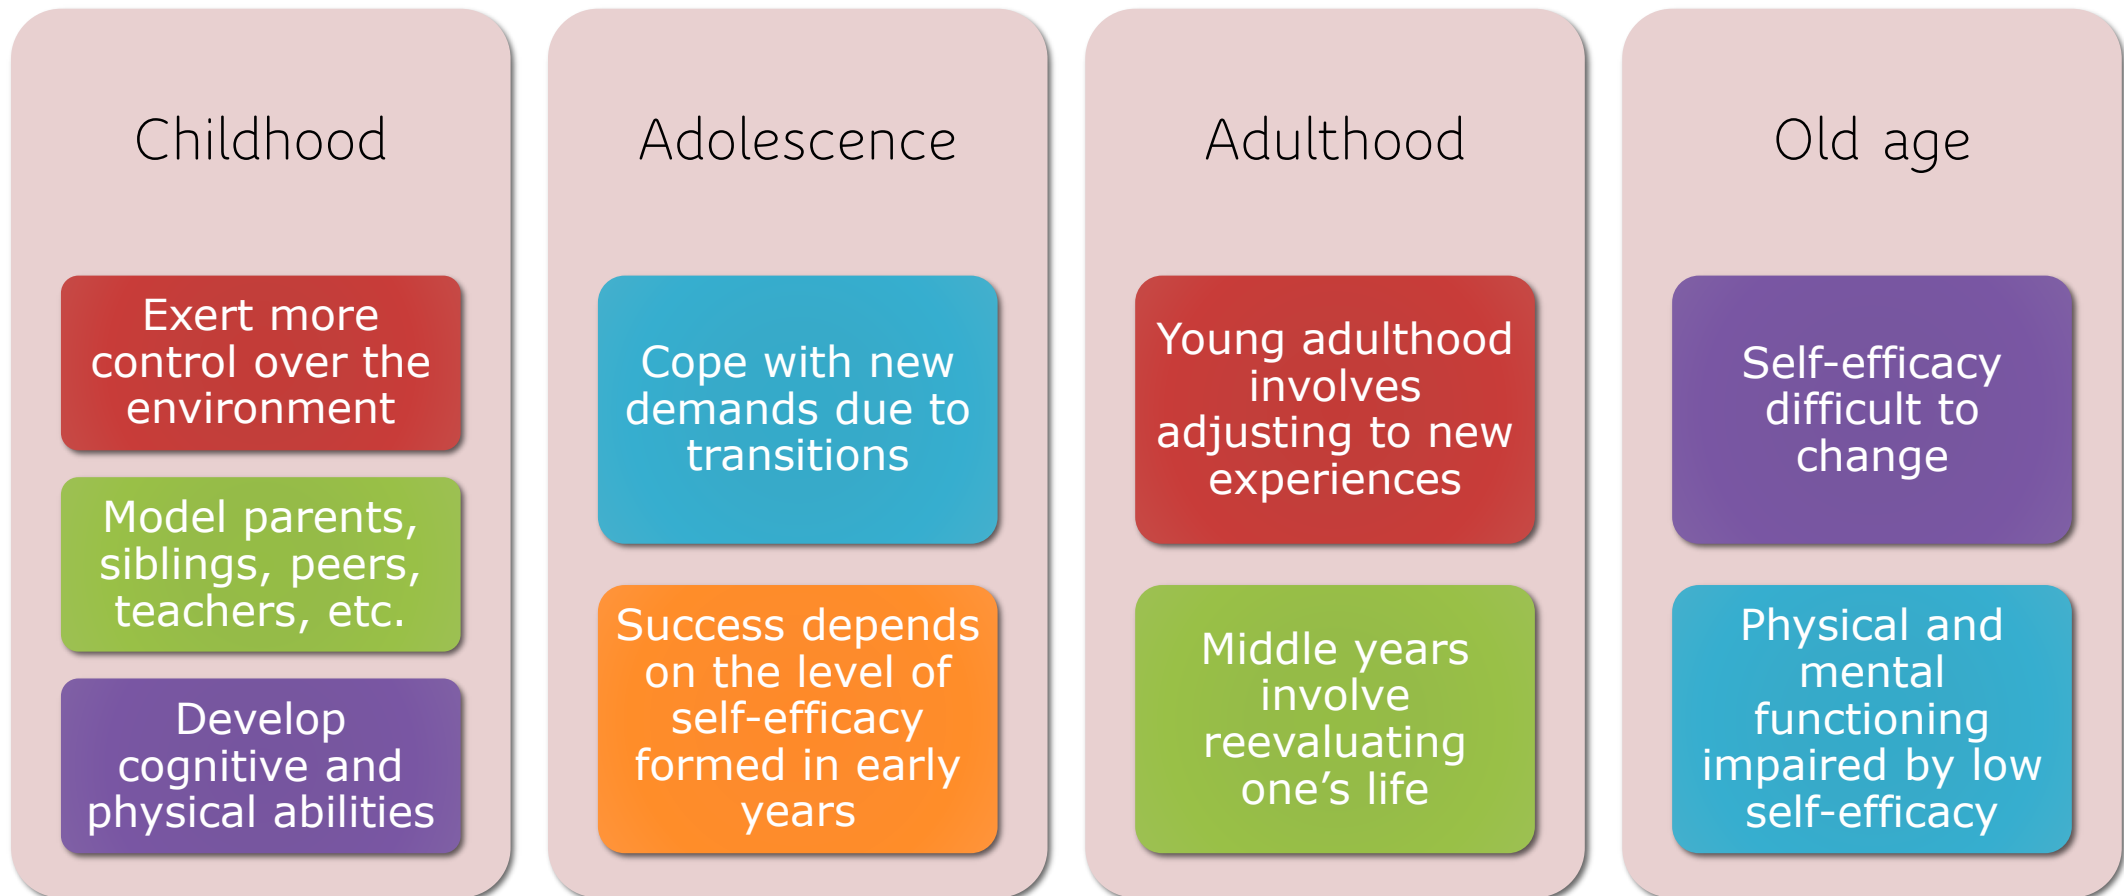 Childhood
Exert more
control over the
environment
Model parents,
siblings, peers,
teachers, etc.
Develop
cognitive and
physical abilities
Adolescence
Cope with new
demands due to
transitions
Success depends
on the level of
self-efficacy
formed in early
years
Adulthood
Young adulthood
involves
adjusting to new
experiences
Middle years
involve
reevaluating
one’s life
Old age
Self-efficacy
difficult to
change
Physical and
mental
functioning
impaired by low
self-efficacy